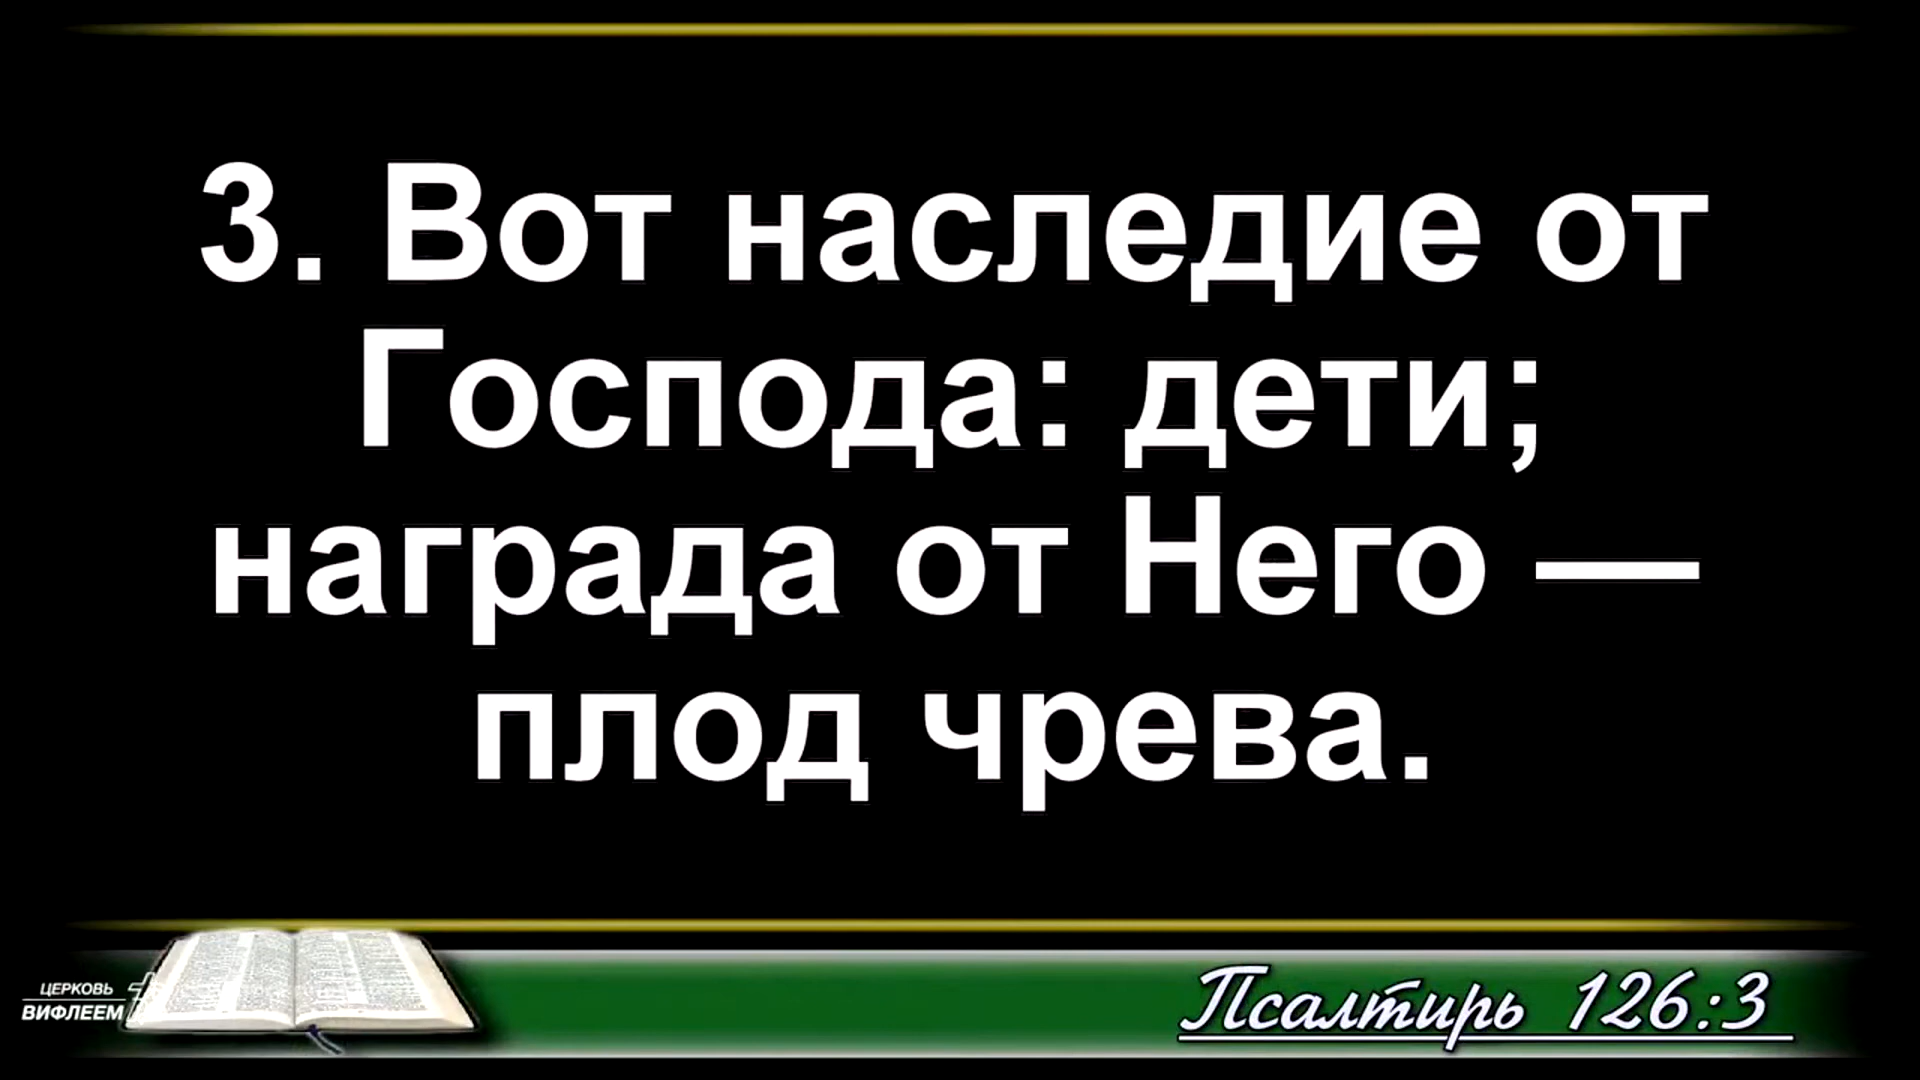 3. Вот наследие от
Господа: дети;
награда от Него —
плод чрева.
ЦЕРКОВЬ
ВИФЛЕЕМ
Псалтирь 126:3